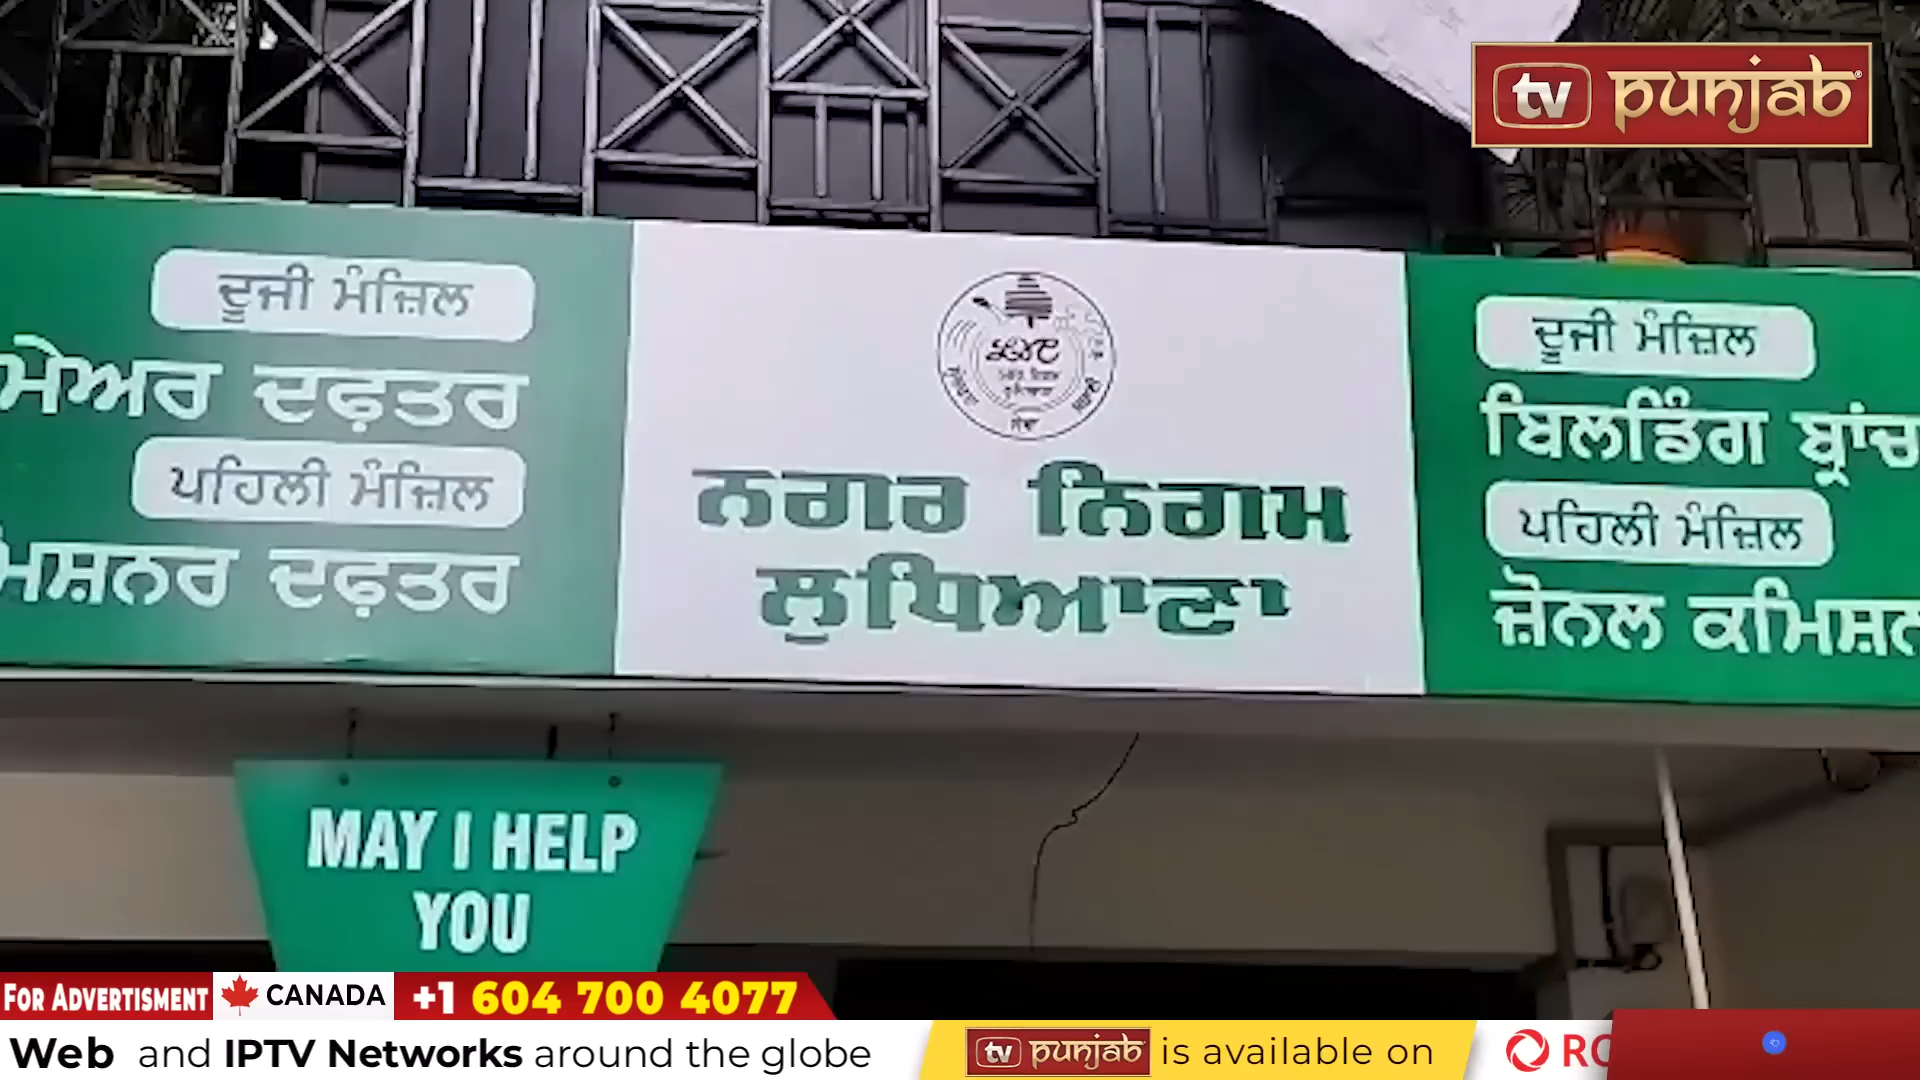 tv punjab
ਦੂਜੀ ਮੰਜ਼ਿਲ
ਮੇਅਰ ਦਫ਼ਤਰ
ਪਹਿਲੀ ਮੰਜ਼ਿਲ
ਮਿਸ਼ਨਰ ਦਫ਼ਤਰ
ਨਗਰ ਨਿਗਮ
ਲੁਧਿਆਣਾ
ਦੂਜੀ ਮੰਜ਼ਿਲ
ਬਿਲਡਿੰਗ ਬ੍ਰਾਂਚ
ਪਹਿਲੀ ਮੰਜ਼ਿਲ
ਜ਼ੋਨਲ ਕਮਿਸ਼ਨ
MAY I HELP
YOU
FOR ADVERTISMENT CANADA +1 604 700 4077
Web and IPTV Networks around the globe tv punjab is available on